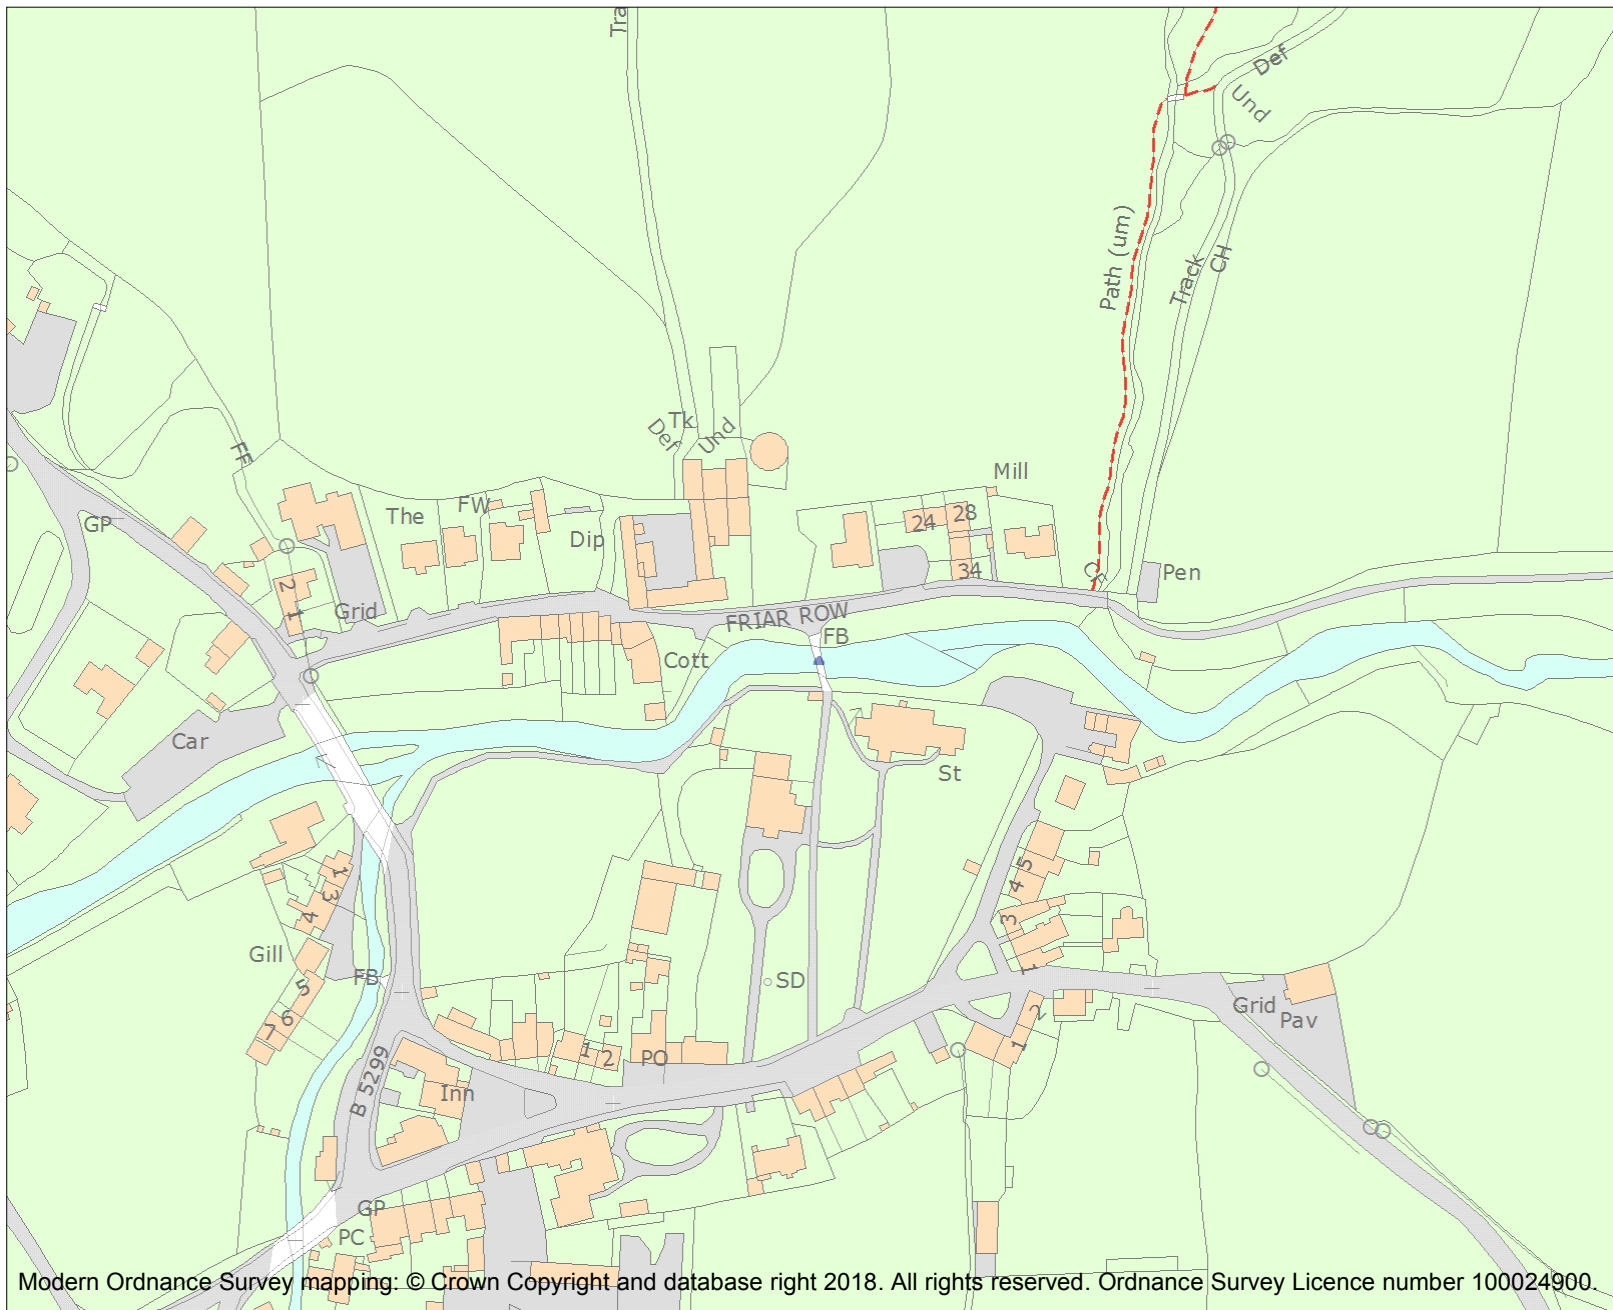 Tra
Def
Und
Path (um)
Track
CH
Tk
Def
Und
FF
Mill
GP
The
FW
Dip
24
28
34
CF
Pen
2
1
Grid
FRIAR ROW
FB
Cott
Car
St
1
3
4
5
4
3
1
Gill
FB
5
6
7
SD
Grid
Pav
2
1
B 5299
1
2
PO
Inn
GP
PC
Modern Ordnance Survey mapping: © Crown Copyright and database right 2018. All rights reserved. Ordnance Survey Licence number 100024900.